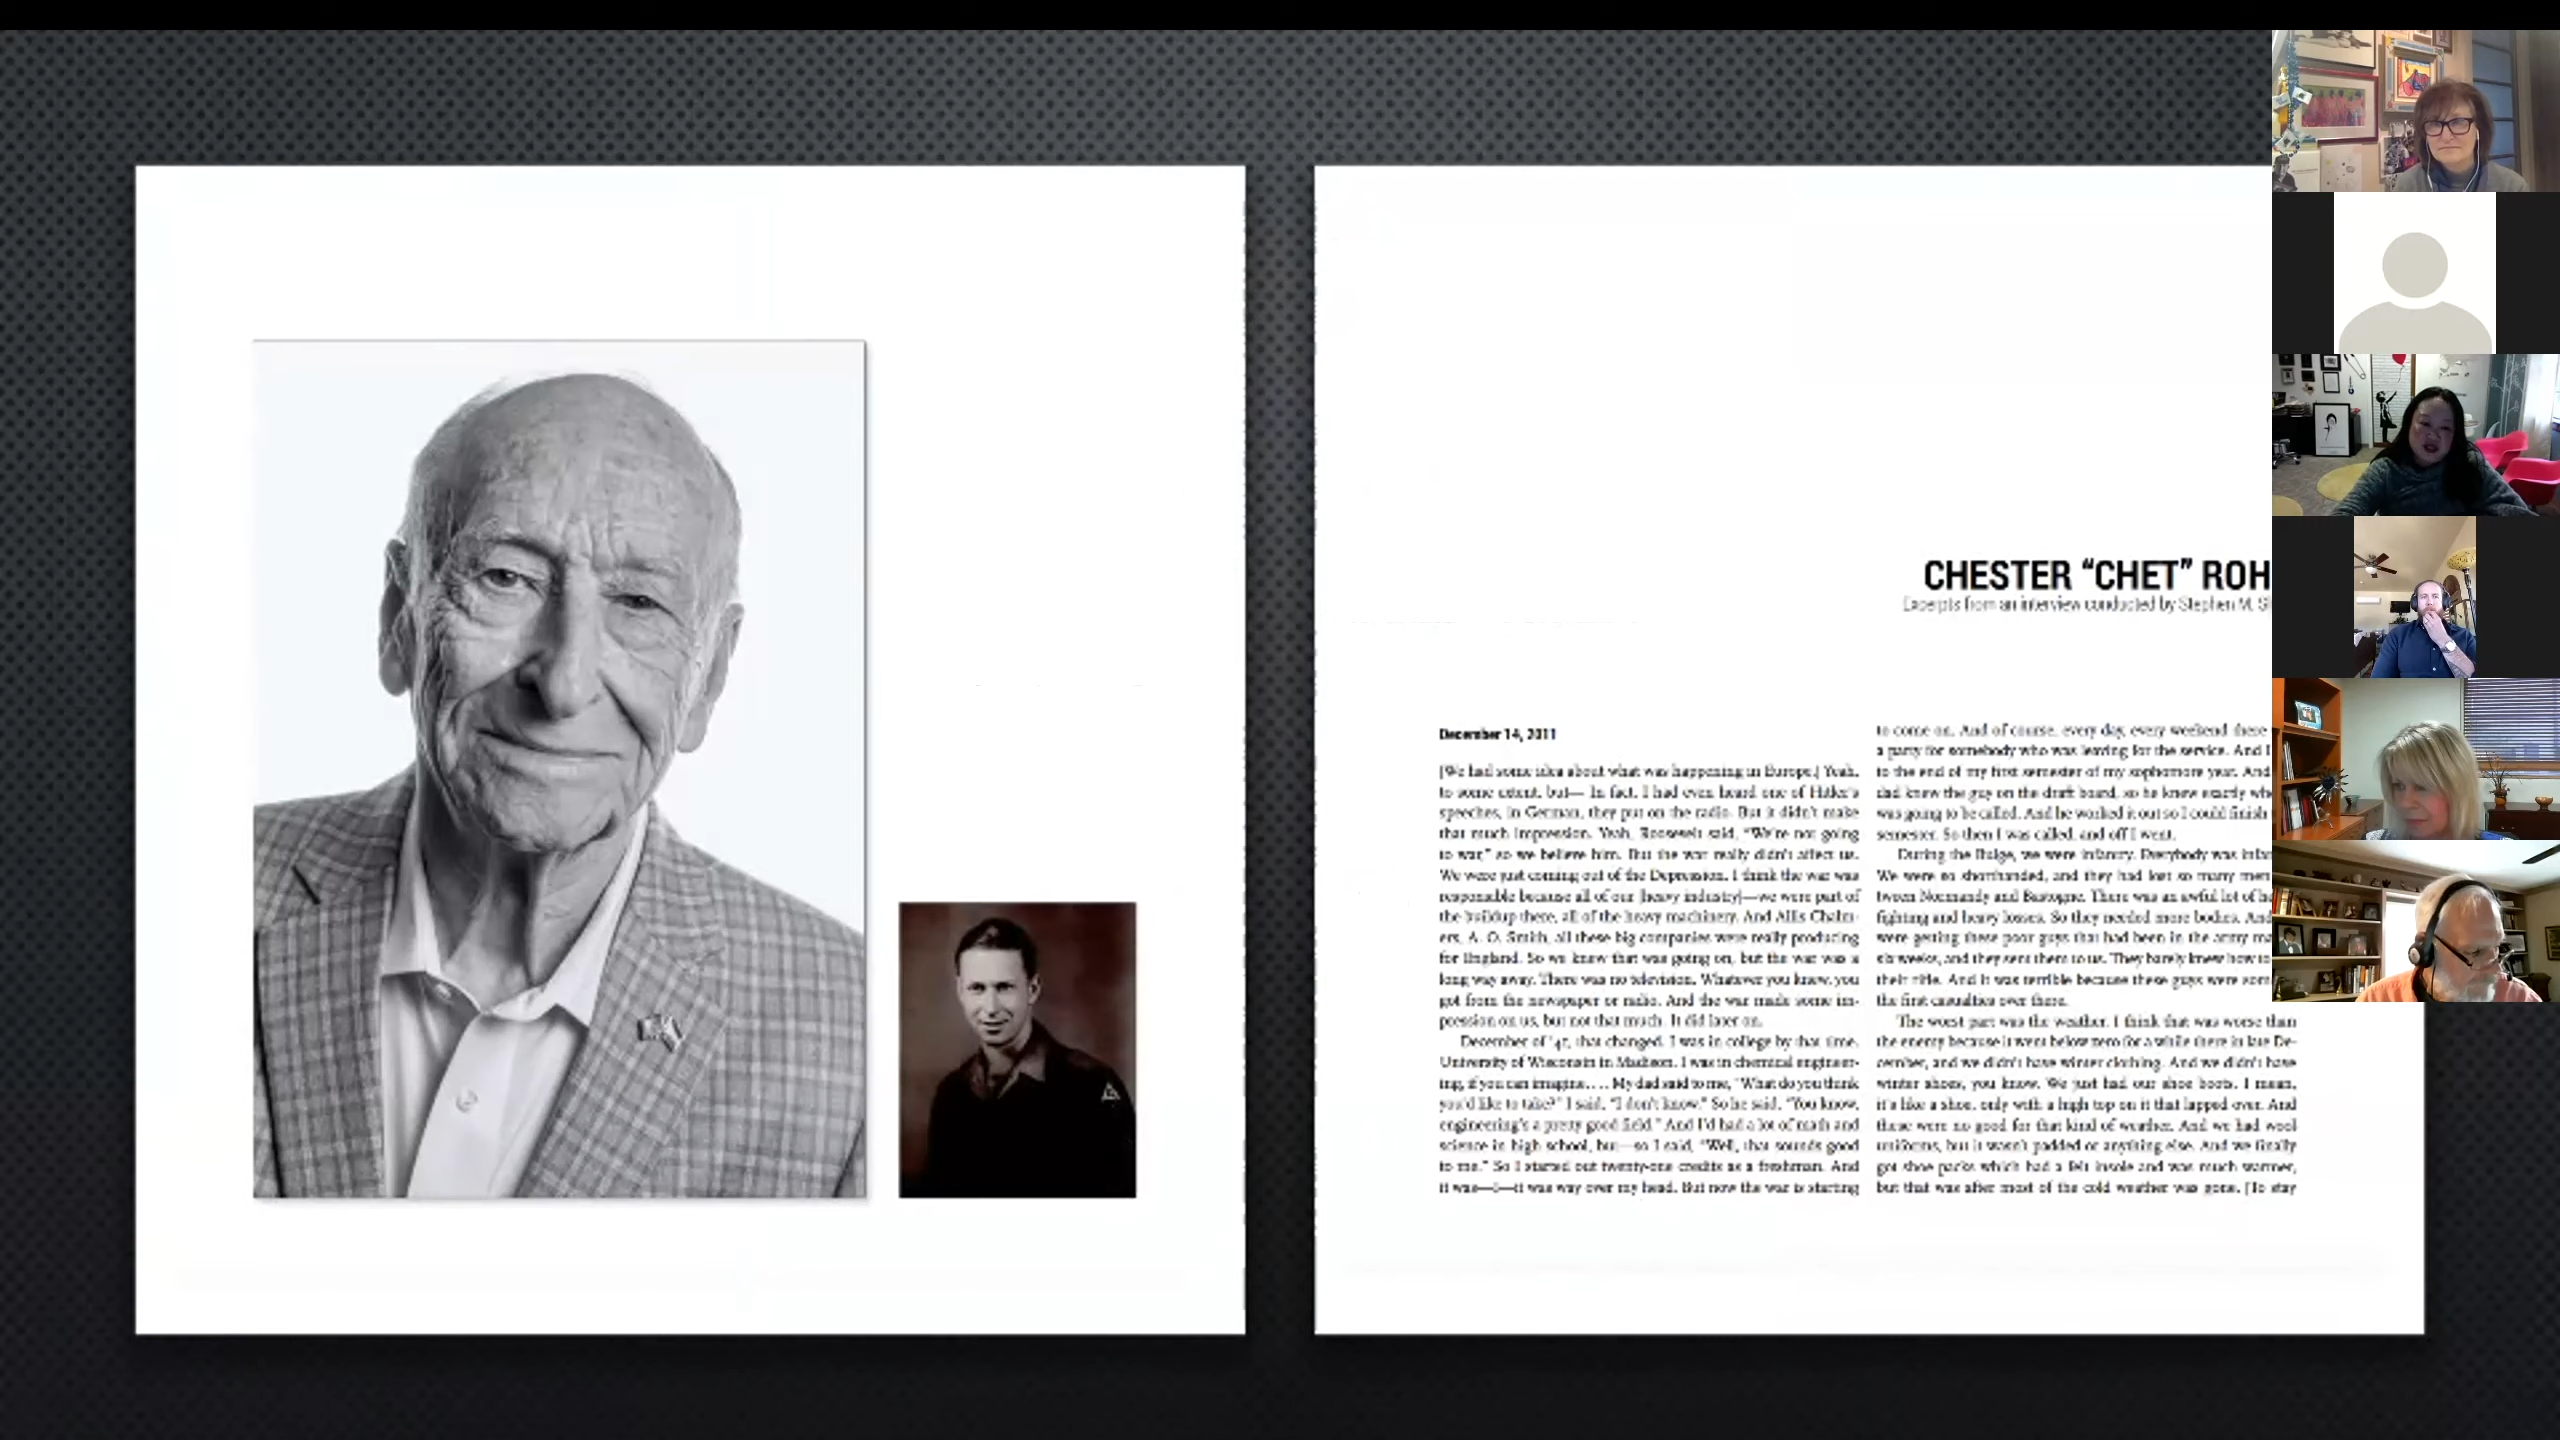 CHESTER “CHET” ROH
Excerpts from an interview conducted by Stephen M. Sl
December 14, 2011
[We had some idea about what was happening in Europe.] Yeah,
to some extent, but— In fact, I had even heard one of Hitler's
speeches, in German, they put on the radio. But it didn't make
that much impression. Yeah, Roosevelt said, “We're not going
to war,” so we believe him. But the war really didn't affect us.
We were just coming out of the Depression. I think the war was
responsible because all of our [heavy industry]—we were part of
the buildup there, all of the heavy machinery. And Allis Chalm-
ers, A. O. Smith, all these big companies were really producing
for England. So we knew that was going on, but the war was a
long way away. There was no television. Whatever you knew, you
got from the newspaper or radio. And the war made some im-
pression on us, but not that much. It did later on.
December of '41, that changed. I was in college by that time,
University of Wisconsin in Madison. I was in chemical engineer-
ing, if you can imagine. . . . My dad said to me, “What do you think
you'd like to take?” I said, “I don't know.” So he said, “You know,
engineering's a pretty good field.” And I'd had a lot of math and
science in high school, but—so I said, “Well, that sounds good
to me.” So I started out twenty-one credits as a freshman. And
it was—I—it was way over my head. But now the war is starting
to come on. And of course, every day, every weekend there
a party for somebody who was leaving for the service. And I
to the end of my first semester of my sophomore year. And
dad knew the guy on the draft board, so he knew exactly whe
was going to be called. And he worked it out so I could finish
semester. So then I was called, and off I went.
During the Bulge, we were infantry. Everybody was infan
We were so shorthanded, and they had lost so many men
tween Normandy and Bastogne. There was an awful lot of he
fighting and heavy losses. So they needed more bodies. And
were getting these poor guys that had been in the army ma
six weeks, and they sent them to us. They barely knew how to
their rifle. And it was terrible because these guys were som
the first casualties over there.
The worst part was the weather. I think that was worse than
the enemy because it went below zero for a while there in late De-
cember, and we didn't have winter clothing. And we didn't have
winter shoes, you know. We just had our shoe boots. I mean,
it's like a shoe, only with a high top on it that lapped over. And
those were no good for that kind of weather. And we had wool
uniforms, but it wasn't padded or anything else. And we finally
got shoe packs which had a felt insole and was much warmer,
but that was after most of the cold weather was gone. [To stay